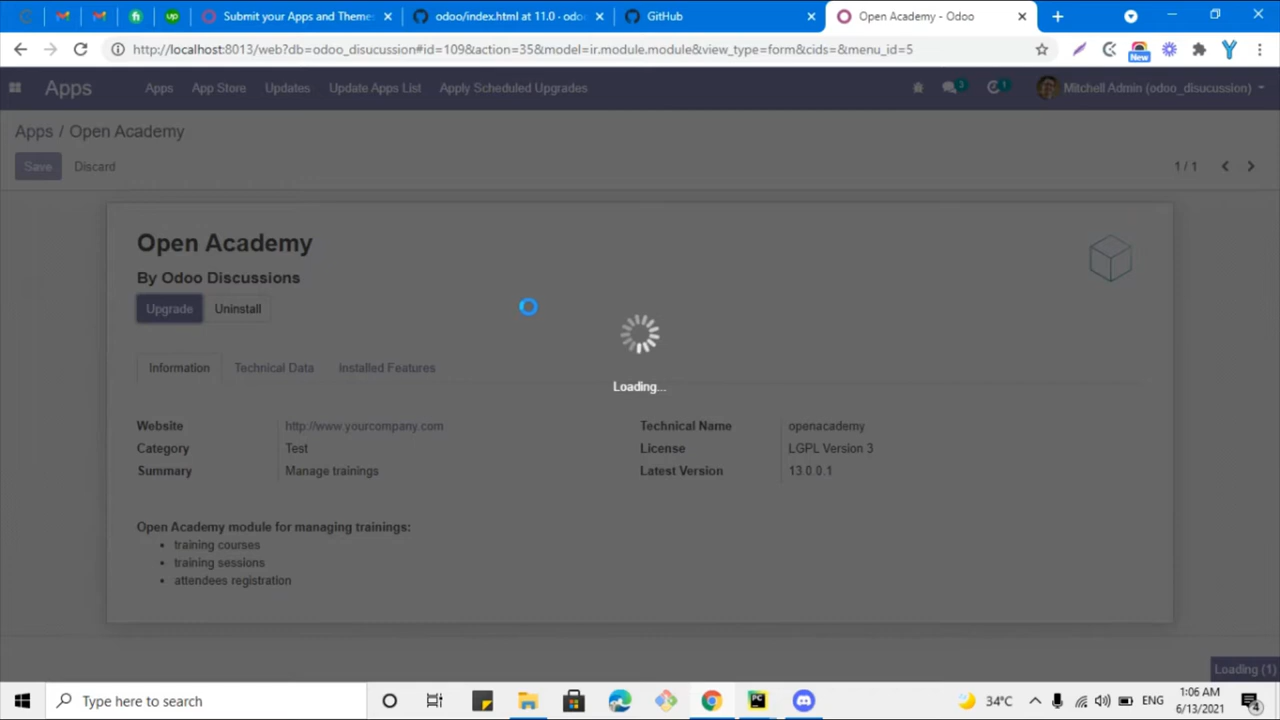 Submit your Apps and Theme
odoo/index.html at 11.0 · odoo
GitHub
Open Academy - Odoo
http://localhost:8013/web?db=odoo_disucussion#id=109&action=35&model=ir.module.module&view_type=form&cids=&menu_id=5
New
Apps
Apps
App Store
Updates
Update Apps List
Apply Scheduled Upgrades
3
1
Mitchell Admin (odoo_disucussion)
Apps / Open Academy
Save
Discard
1 / 1
Open Academy
By Odoo Discussions
Upgrade
Uninstall
Loading...
Information
Technical Data
Installed Features
Website
http://www.yourcompany.com
Technical Name
openacademy
Category
Test
License
LGPL Version 3
Summary
Manage trainings
Latest Version
13.0.0.1
Open Academy module for managing trainings:
• training courses
• training sessions
• attendees registration
Loading (1)
Type here to search
34°C
ENG
1:06 AM
6/13/2021
4